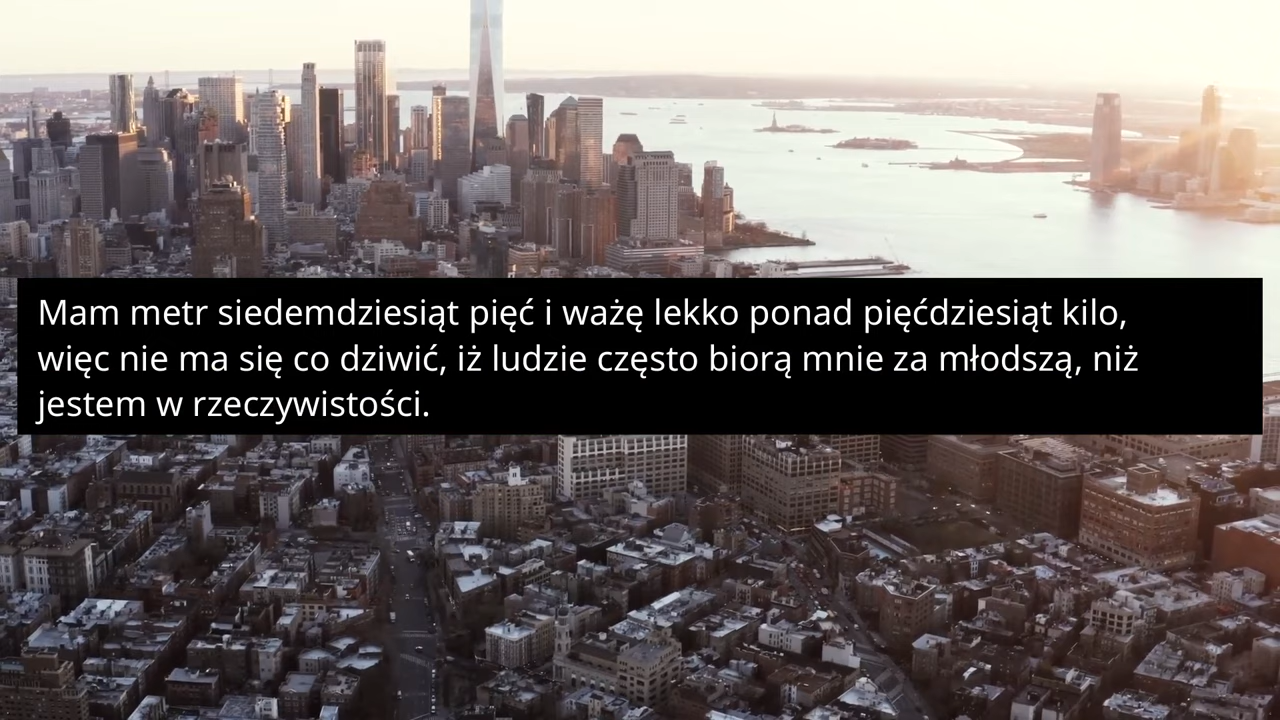 Mam metr siedemdziesiąt pięć i ważę lekko ponad pięćdziesiąt kilo,
więc nie ma się co dziwić, iż ludzie często biorą mnie za młodszą, niż
jestem w rzeczywistości.